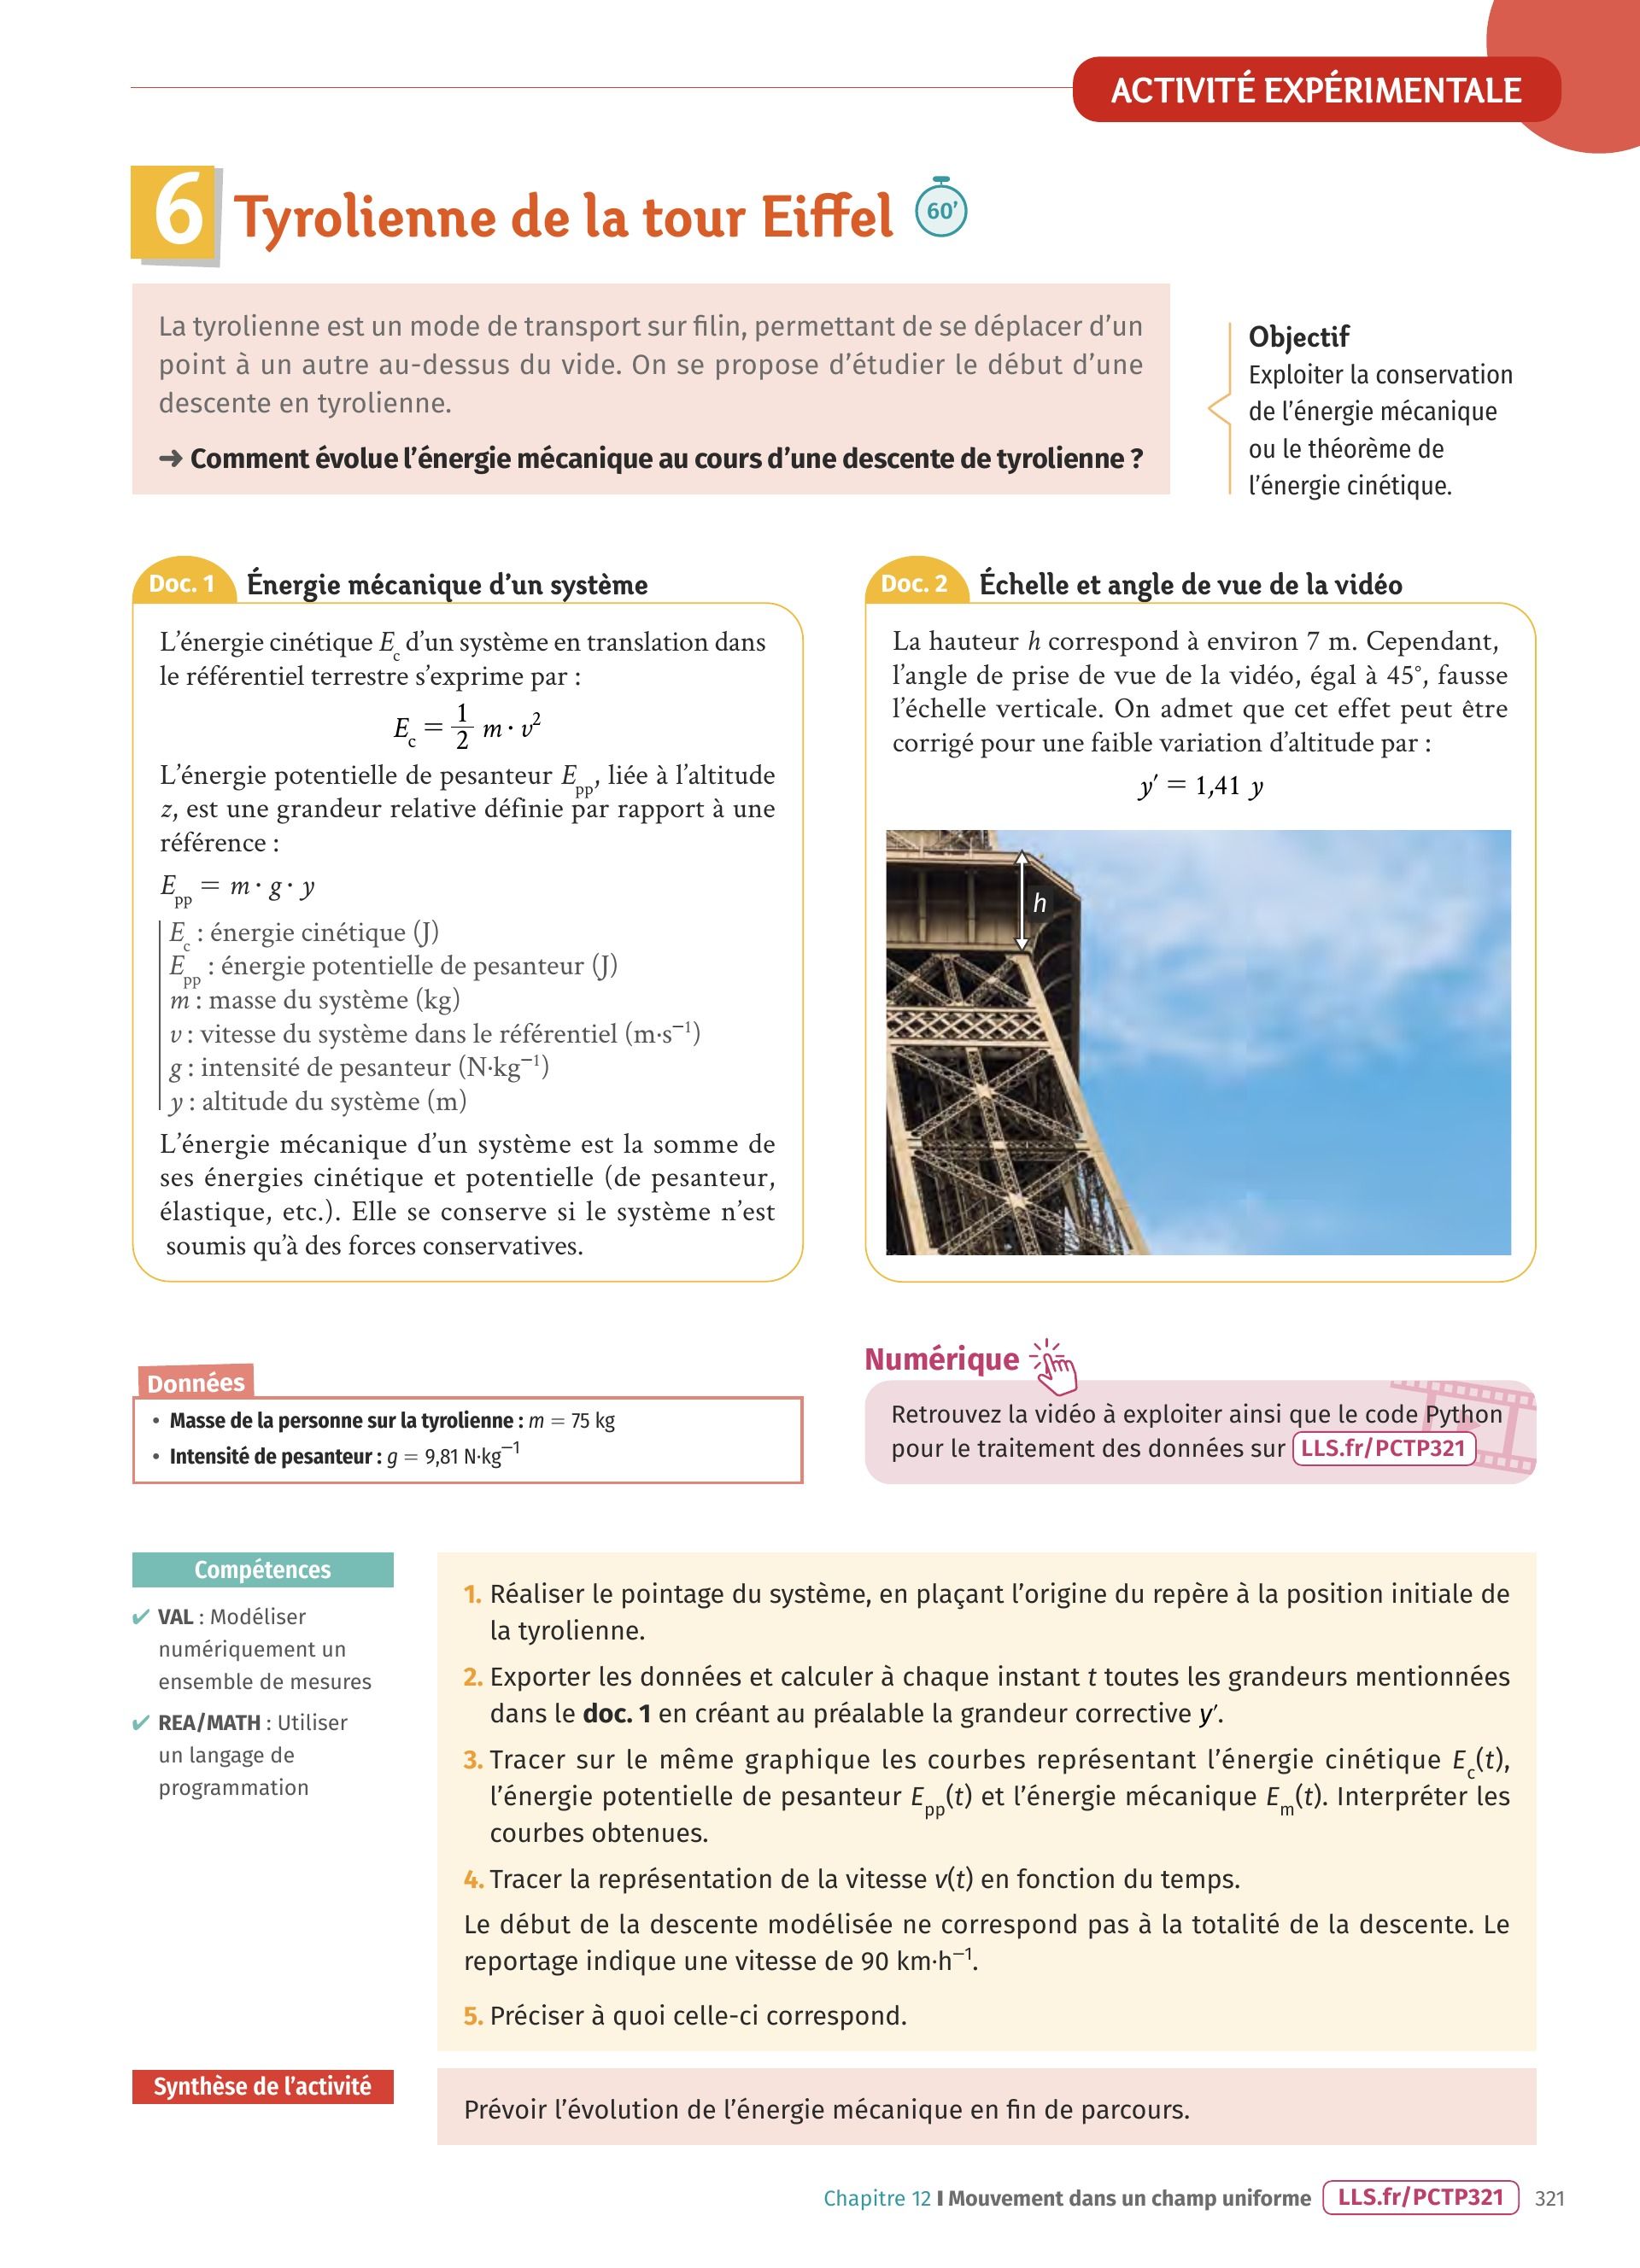 ACTIVITÉ EXPÉRIMENTALE
6 Tyrolienne de la tour Eiffel 60’
La tyrolienne est un mode de transport sur filin, permettant de se déplacer d’un
point à un autre au-dessus du vide. On se propose d’étudier le début d’une
descente en tyrolienne.
➜ Comment évolue l’énergie mécanique au cours d’une descente de tyrolienne ?
Objectif
Exploiter la conservation
de l’énergie mécanique
ou le théorème de
l’énergie cinétique.
Doc. 1 Énergie mécanique d’un système
L’énergie cinétique Ec d’un système en translation dans
le référentiel terrestre s’exprime par :
Ec = 1/2 m · v²
L’énergie potentielle de pesanteur Epp, liée à l’altitude
z, est une grandeur relative définie par rapport à une
référence :
Epp = m · g · y
Ec : énergie cinétique (J)
Epp : énergie potentielle de pesanteur (J)
m : masse du système (kg)
v : vitesse du système dans le référentiel (m·s⁻¹)
g : intensité de pesanteur (N·kg⁻¹)
y : altitude du système (m)
L’énergie mécanique d’un système est la somme de
ses énergies cinétique et potentielle (de pesanteur,
élastique, etc.). Elle se conserve si le système n’est
soumis qu’à des forces conservatives.
Doc. 2 Échelle et angle de vue de la vidéo
La hauteur h correspond à environ 7 m. Cependant,
l’angle de prise de vue de la vidéo, égal à 45°, fausse
l’échelle verticale. On admet que cet effet peut être
corrigé pour une faible variation d’altitude par :
y′ = 1,41 y
h
Données
• Masse de la personne sur la tyrolienne : m = 75 kg
• Intensité de pesanteur : g = 9,81 N·kg⁻¹
Numérique
Retrouvez la vidéo à exploiter ainsi que le code Python
pour le traitement des données sur LLS.fr/PCTP321
Compétences
✔ VAL : Modéliser
numériquement un
ensemble de mesures
✔ REA/MATH : Utiliser
un langage de
programmation
1. Réaliser le pointage du système, en plaçant l’origine du repère à la position initiale de
la tyrolienne.
2. Exporter les données et calculer à chaque instant t toutes les grandeurs mentionnées
dans le doc. 1 en créant au préalable la grandeur corrective y′.
3. Tracer sur le même graphique les courbes représentant l’énergie cinétique Ec(t),
l’énergie potentielle de pesanteur Epp(t) et l’énergie mécanique Em(t). Interpréter les
courbes obtenues.
4. Tracer la représentation de la vitesse v(t) en fonction du temps.
Le début de la descente modélisée ne correspond pas à la totalité de la descente. Le
reportage indique une vitesse de 90 km·h⁻¹.
5. Préciser à quoi celle-ci correspond.
Synthèse de l’activité
Prévoir l’évolution de l’énergie mécanique en fin de parcours.
Chapitre 12 I Mouvement dans un champ uniforme LLS.fr/PCTP321 321